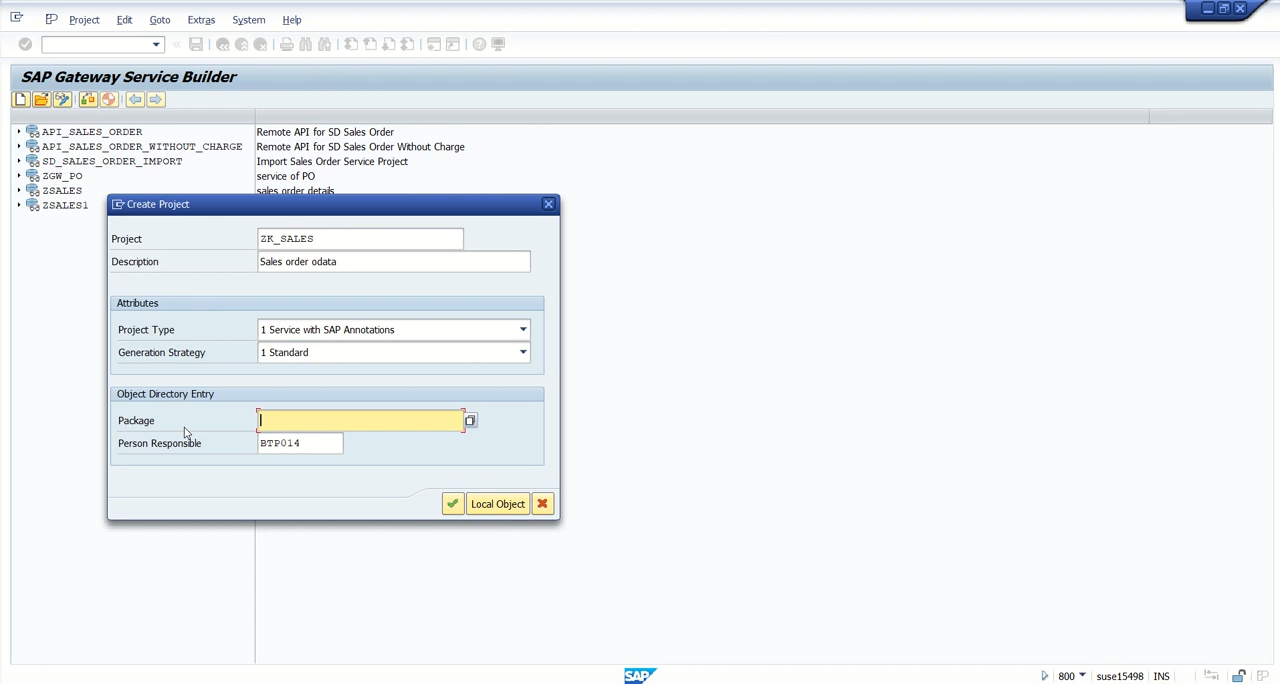 Project Edit Goto Extras System Help
SAP Gateway Service Builder
API_SALES_ORDER Remote API for SD Sales Order
API_SALES_ORDER_WITHOUT_CHARGE Remote API for SD Sales Order Without Charge
SD_SALES_ORDER_IMPORT Import Sales Order Service Project
ZGW_PO service of PO
ZSALES sales order details
ZSALES1
Create Project
Project ZK_SALES
Description Sales order odata
Attributes
Project Type 1 Service with SAP Annotations
Generation Strategy 1 Standard
Object Directory Entry
Package
Person Responsible BTP014
Local Object
SAP 800 suse15498 INS